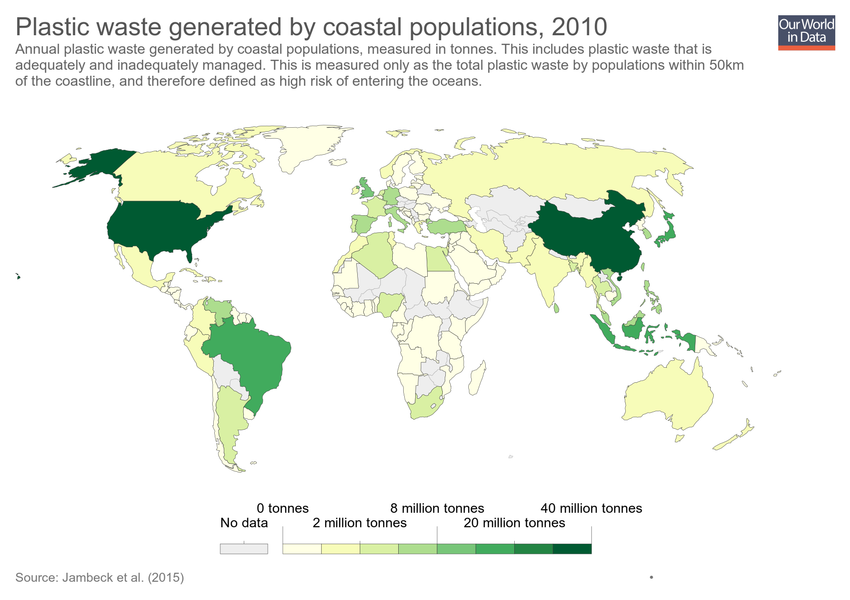 Plastic waste generated by coastal populations, 2010
Our World
in Data
Annual plastic waste generated by coastal populations, measured in tonnes. This includes plastic waste that is
adequately and inadequately managed. This is measured only as the total plastic waste by populations within 50km
of the coastline, and therefore defined as high risk of entering the oceans.
0 tonnes 8 million tonnes 40 million tonnes
No data 2 million tonnes 20 million tonnes
Source: Jambeck et al. (2015)